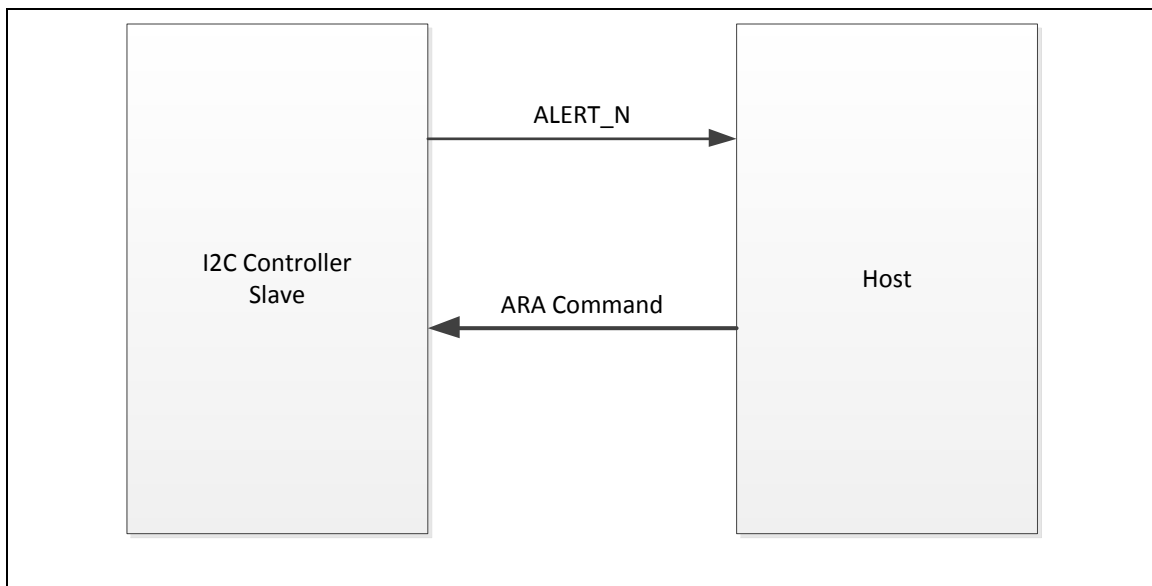 ALERT_N
I2C Controller
Slave
Host
ARA Command